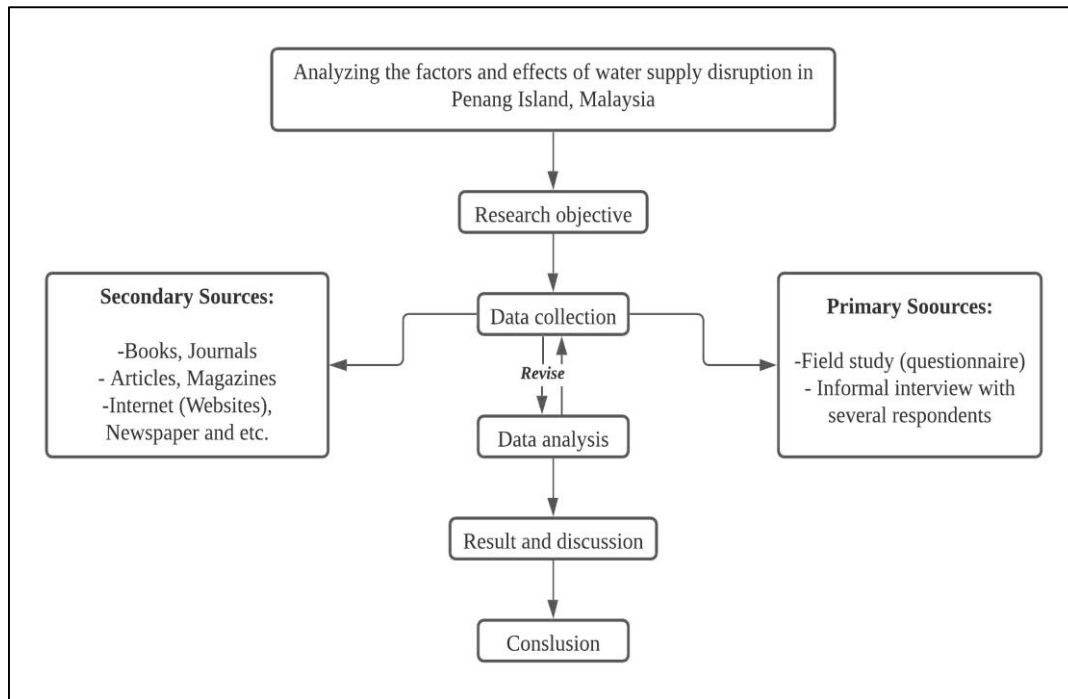 Analyzing the factors and effects of water supply disruption in
Penang Island, Malaysia
Research objective
Secondary Sources:
-Books, Journals
- Articles, Magazines
-Internet (Websites),
Newspaper and etc.
Data collection
Revise
Primary Soources:
-Field study (questionnaire)
- Informal interview with
several respondents
Data analysis
Result and discussion
Conslusion